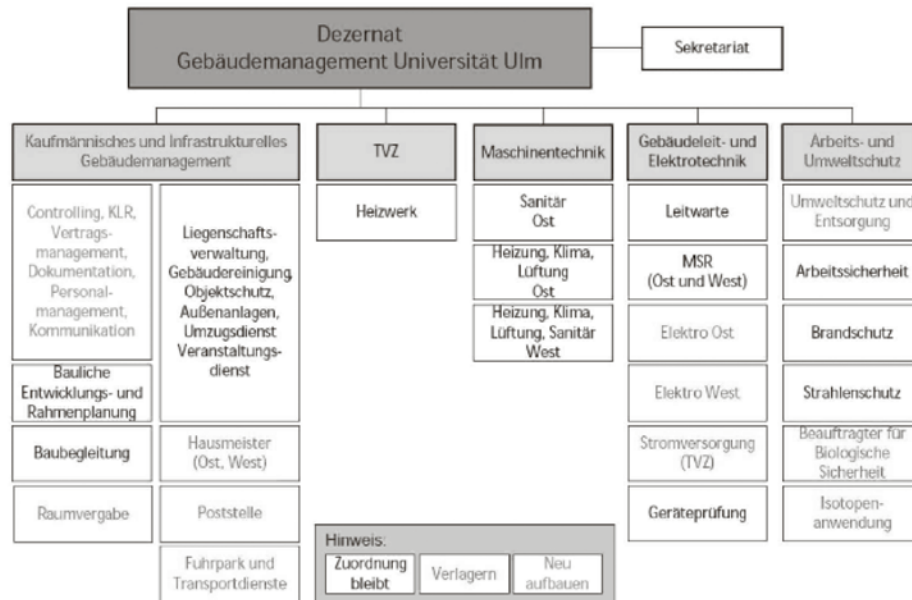 Dezernat
Gebäudemanagement Universität Ulm
Sekretariat
Kaufmännisches und Infrastrukturelles
Gebäudemanagement
TVZ
Maschinentechnik
Gebäudeleit- und
Elektrotechnik
Arbeits- und
Umweltschutz
Controlling, KLR,
Vertrags-
management,
Dokumentation,
Personal-
management,
Kommunikation
Bauliche
Entwicklungs- und
Rahmenplanung
Baubegleitung
Raumvergabe
Liegenschafts-
verwaltung,
Gebäudereinigung,
Objektschutz,
Außenanlagen,
Umzugsdienst
Veranstaltungs-
dienst
Hausmeister
(Ost, West)
Poststelle
Fuhrpark und
Transportdienste
Heizwerk
Sanitär
Ost
Heizung, Klima,
Lüftung
Ost
Heizung, Klima,
Lüftung, Sanitär
West
Leitwarte
MSR
(Ost und West)
Elektro Ost
Elektro West
Stromversorgung
(TVZ)
Geräteprüfung
Umweltschutz und
Entsorgung
Arbeitssicherheit
Brandschutz
Strahlenschutz
Beauftragter für
Biologische
Sicherheit
Isotopen-
anwendung
Hinweis:
Zuordnung
bleibt
Verlagern
Neu
aufbauen